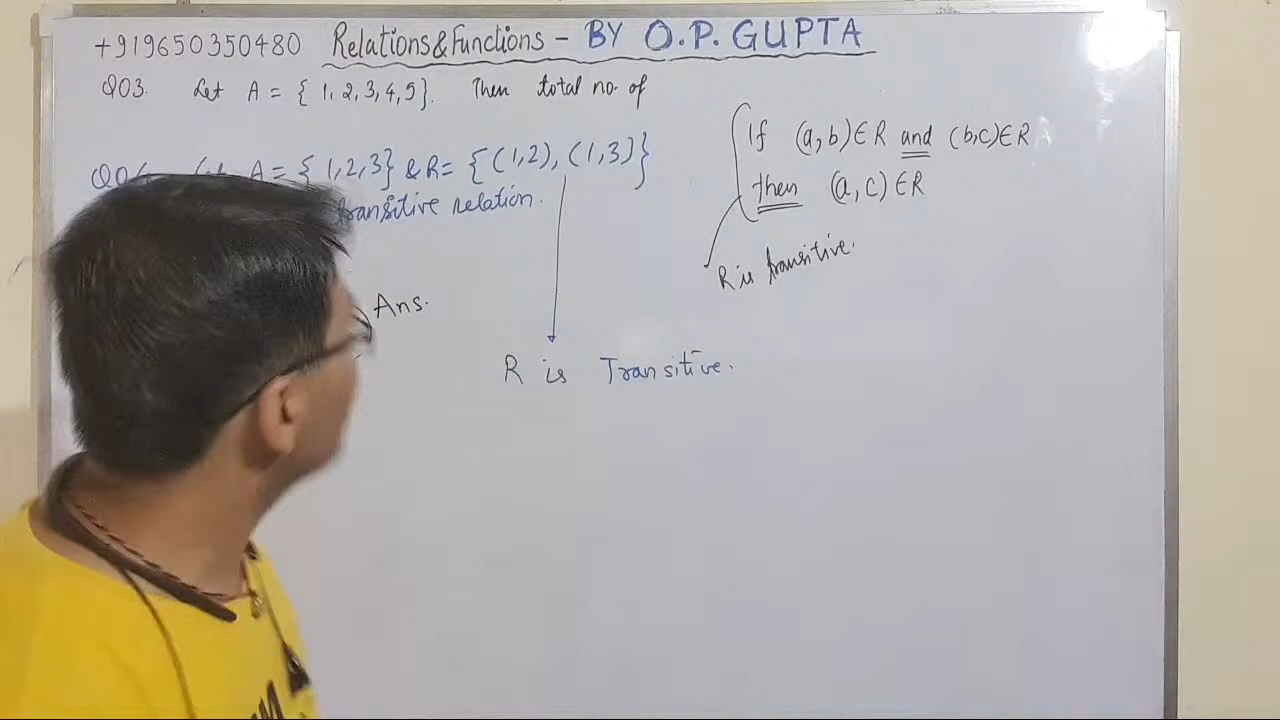 +919650350480 Relations & Functions - BY O.P. GUPTA
Q03. Let A = { 1, 2, 3, 4, 5}. Then total no. of
A = { 1, 2, 3} & R = {(1,2), (1,3)}
transitive relation.
If (a,b) ∈ R and (b,c) ∈ R
then (a, c) ∈ R
R is transitive.
Ans.
R is Transitive.